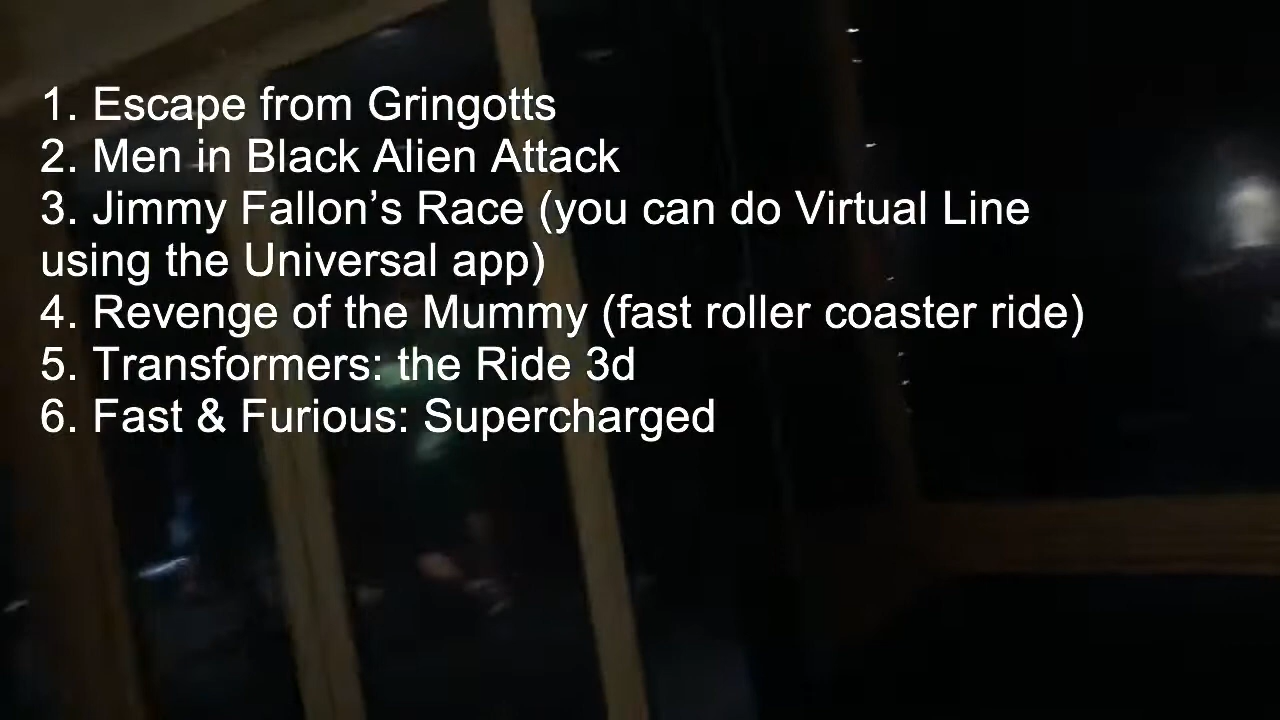 1. Escape from Gringotts
2. Men in Black Alien Attack
3. Jimmy Fallon’s Race (you can do Virtual Line
using the Universal app)
4. Revenge of the Mummy (fast roller coaster ride)
5. Transformers: the Ride 3d
6. Fast & Furious: Supercharged